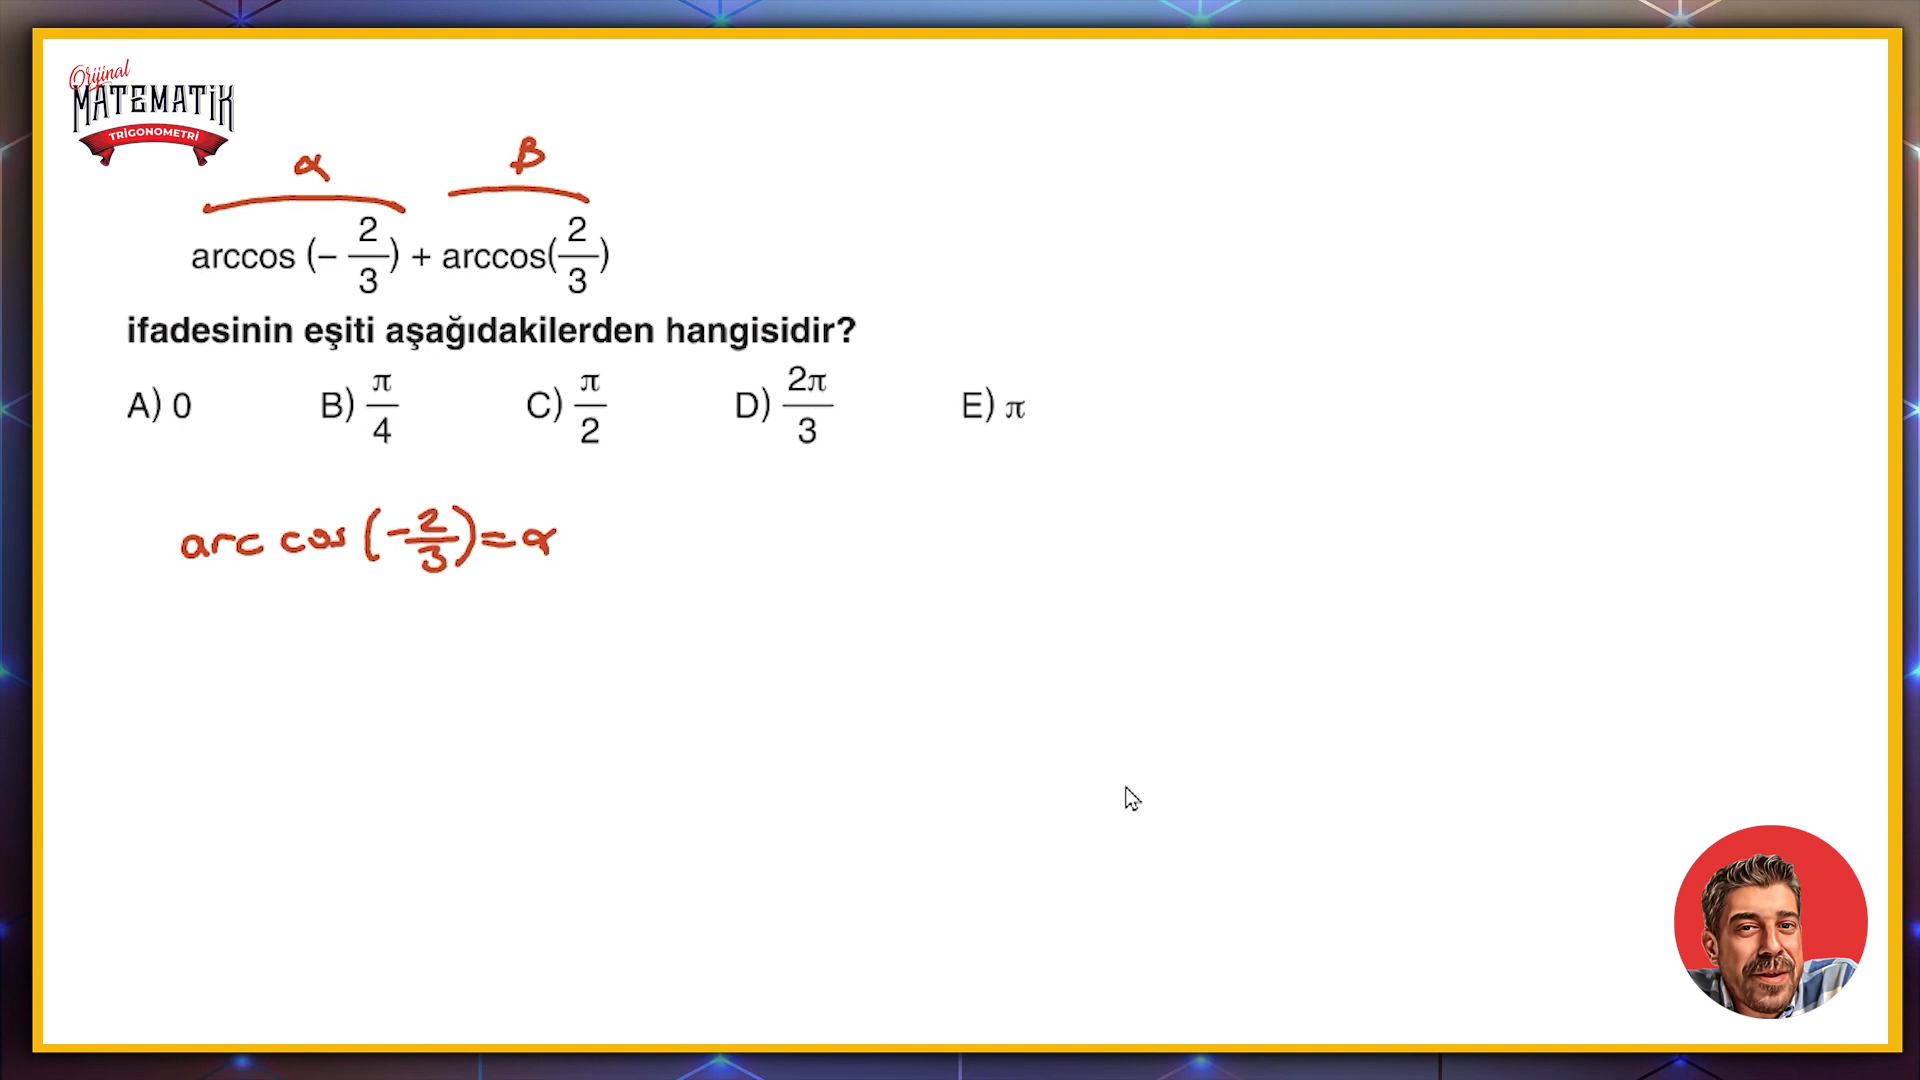 Orijinal
MATEMATİK
TRİGONOMETRİ
α β
arccos (– 2/3) + arccos(2/3)
ifadesinin eşiti aşağıdakilerden hangisidir?
A) 0 B) π/4 C) π/2 D) 2π/3 E) π
arc cos (-2/3) = α